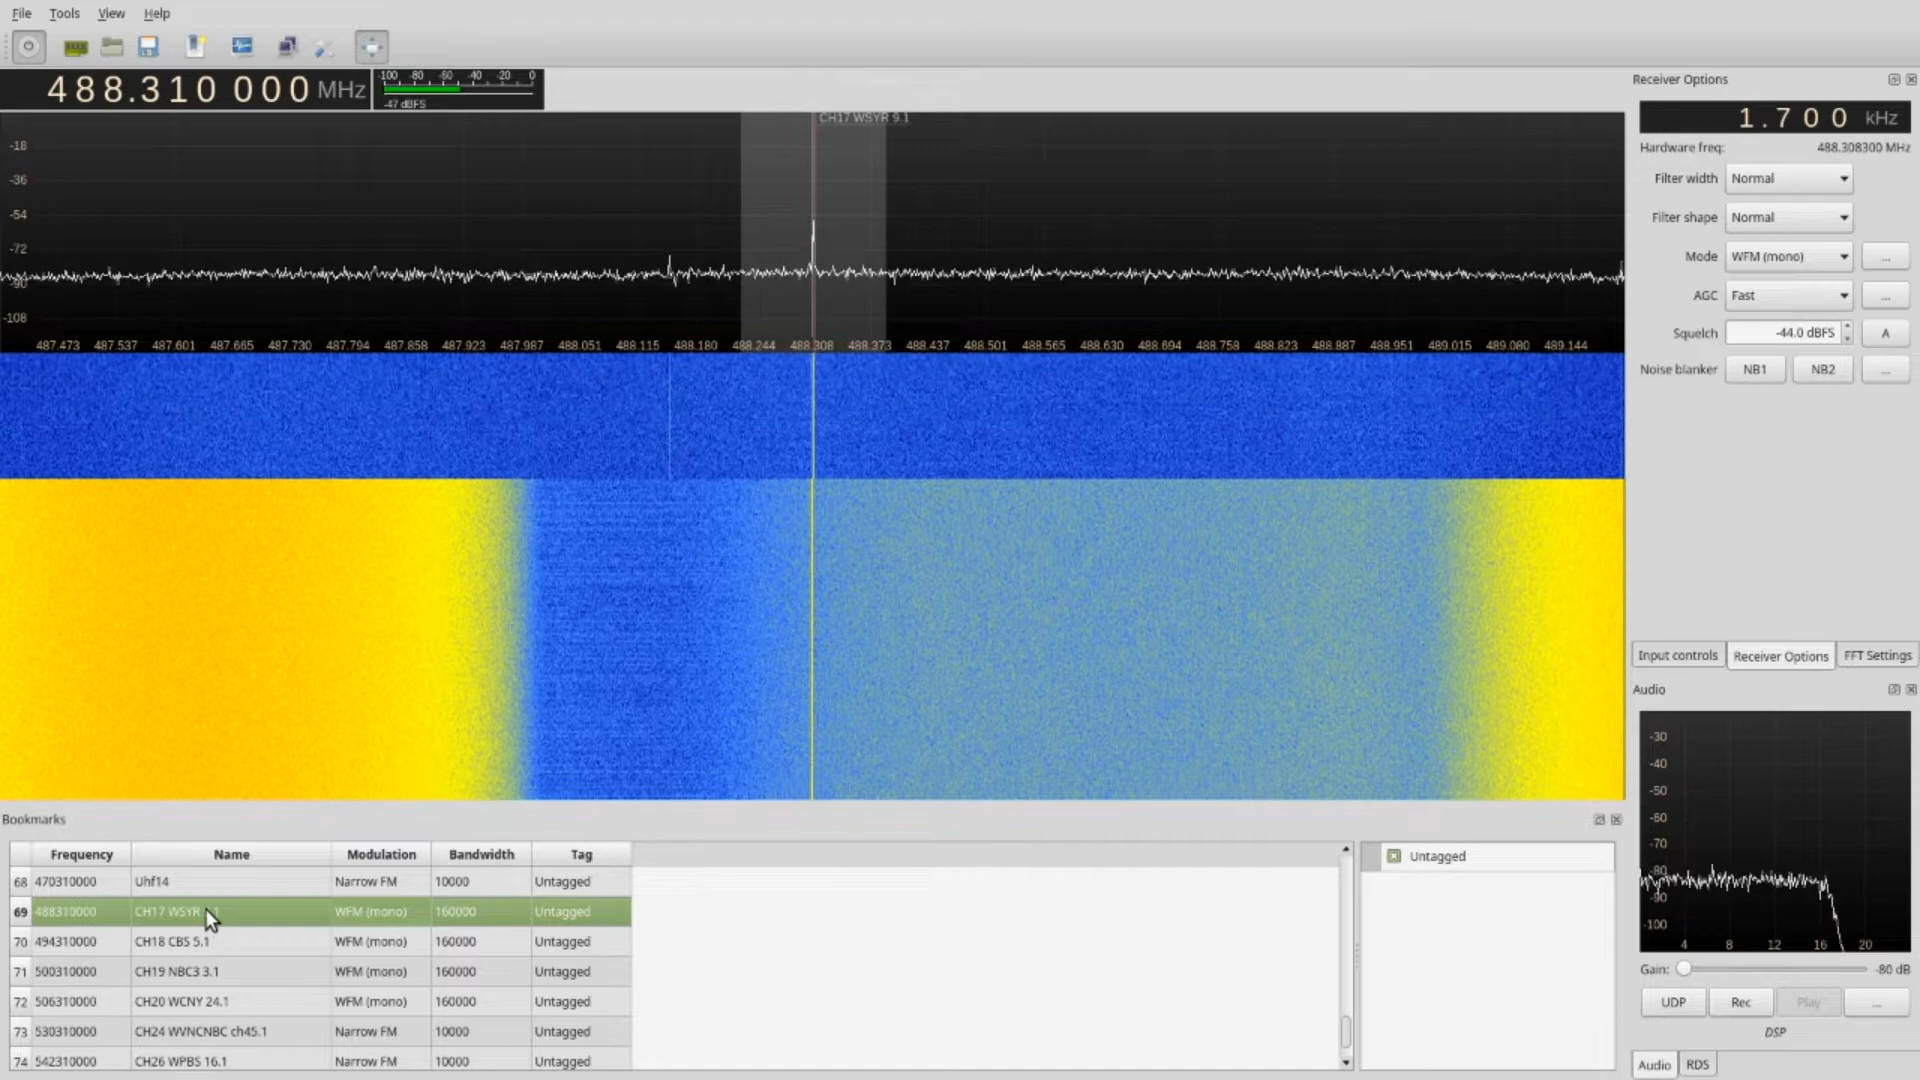 File Tools View Help
488.310 000 MHz
-100 -80 -60 -40 -20 0
-47 dBFS
CH17 WSYR 9.1
-18
-36
-54
-72
-90
-108
487.473 487.537 487.601 487.665 487.730 487.794 487.858 487.923 487.987 488.051 488.115 488.180 488.244 488.308 488.373 488.437 488.501 488.565 488.630 488.694 488.758 488.823 488.887 488.951 489.015 489.080 489.144
Receiver Options
1.700 kHz
Hardware freq: 488.308300 MHz
Filter width Normal
Filter shape Normal
Mode WFM (mono) ...
AGC Fast ...
Squelch -44.0 dBFS A
Noise blanker NB1 NB2 ...
Input controls Receiver Options FFT Settings
Audio
-30
-40
-50
-60
-70
-80
-90
-100
4 8 12 16 20
Gain: -80 dB
UDP Rec Play ...
DSP
Audio RDS
Bookmarks
Frequency Name Modulation Bandwidth Tag
68 470310000 Uhf14 Narrow FM 10000 Untagged
69 488310000 CH17 WSYR WFM (mono) 160000 Untagged
70 494310000 CH18 CBS 5.1 WFM (mono) 160000 Untagged
71 500310000 CH19 NBC3 3.1 WFM (mono) 160000 Untagged
72 506310000 CH20 WCNY 24.1 WFM (mono) 160000 Untagged
73 530310000 CH24 WVNCNBC ch45.1 Narrow FM 10000 Untagged
74 542310000 CH26 WPBS 16.1 Narrow FM 10000 Untagged
Untagged